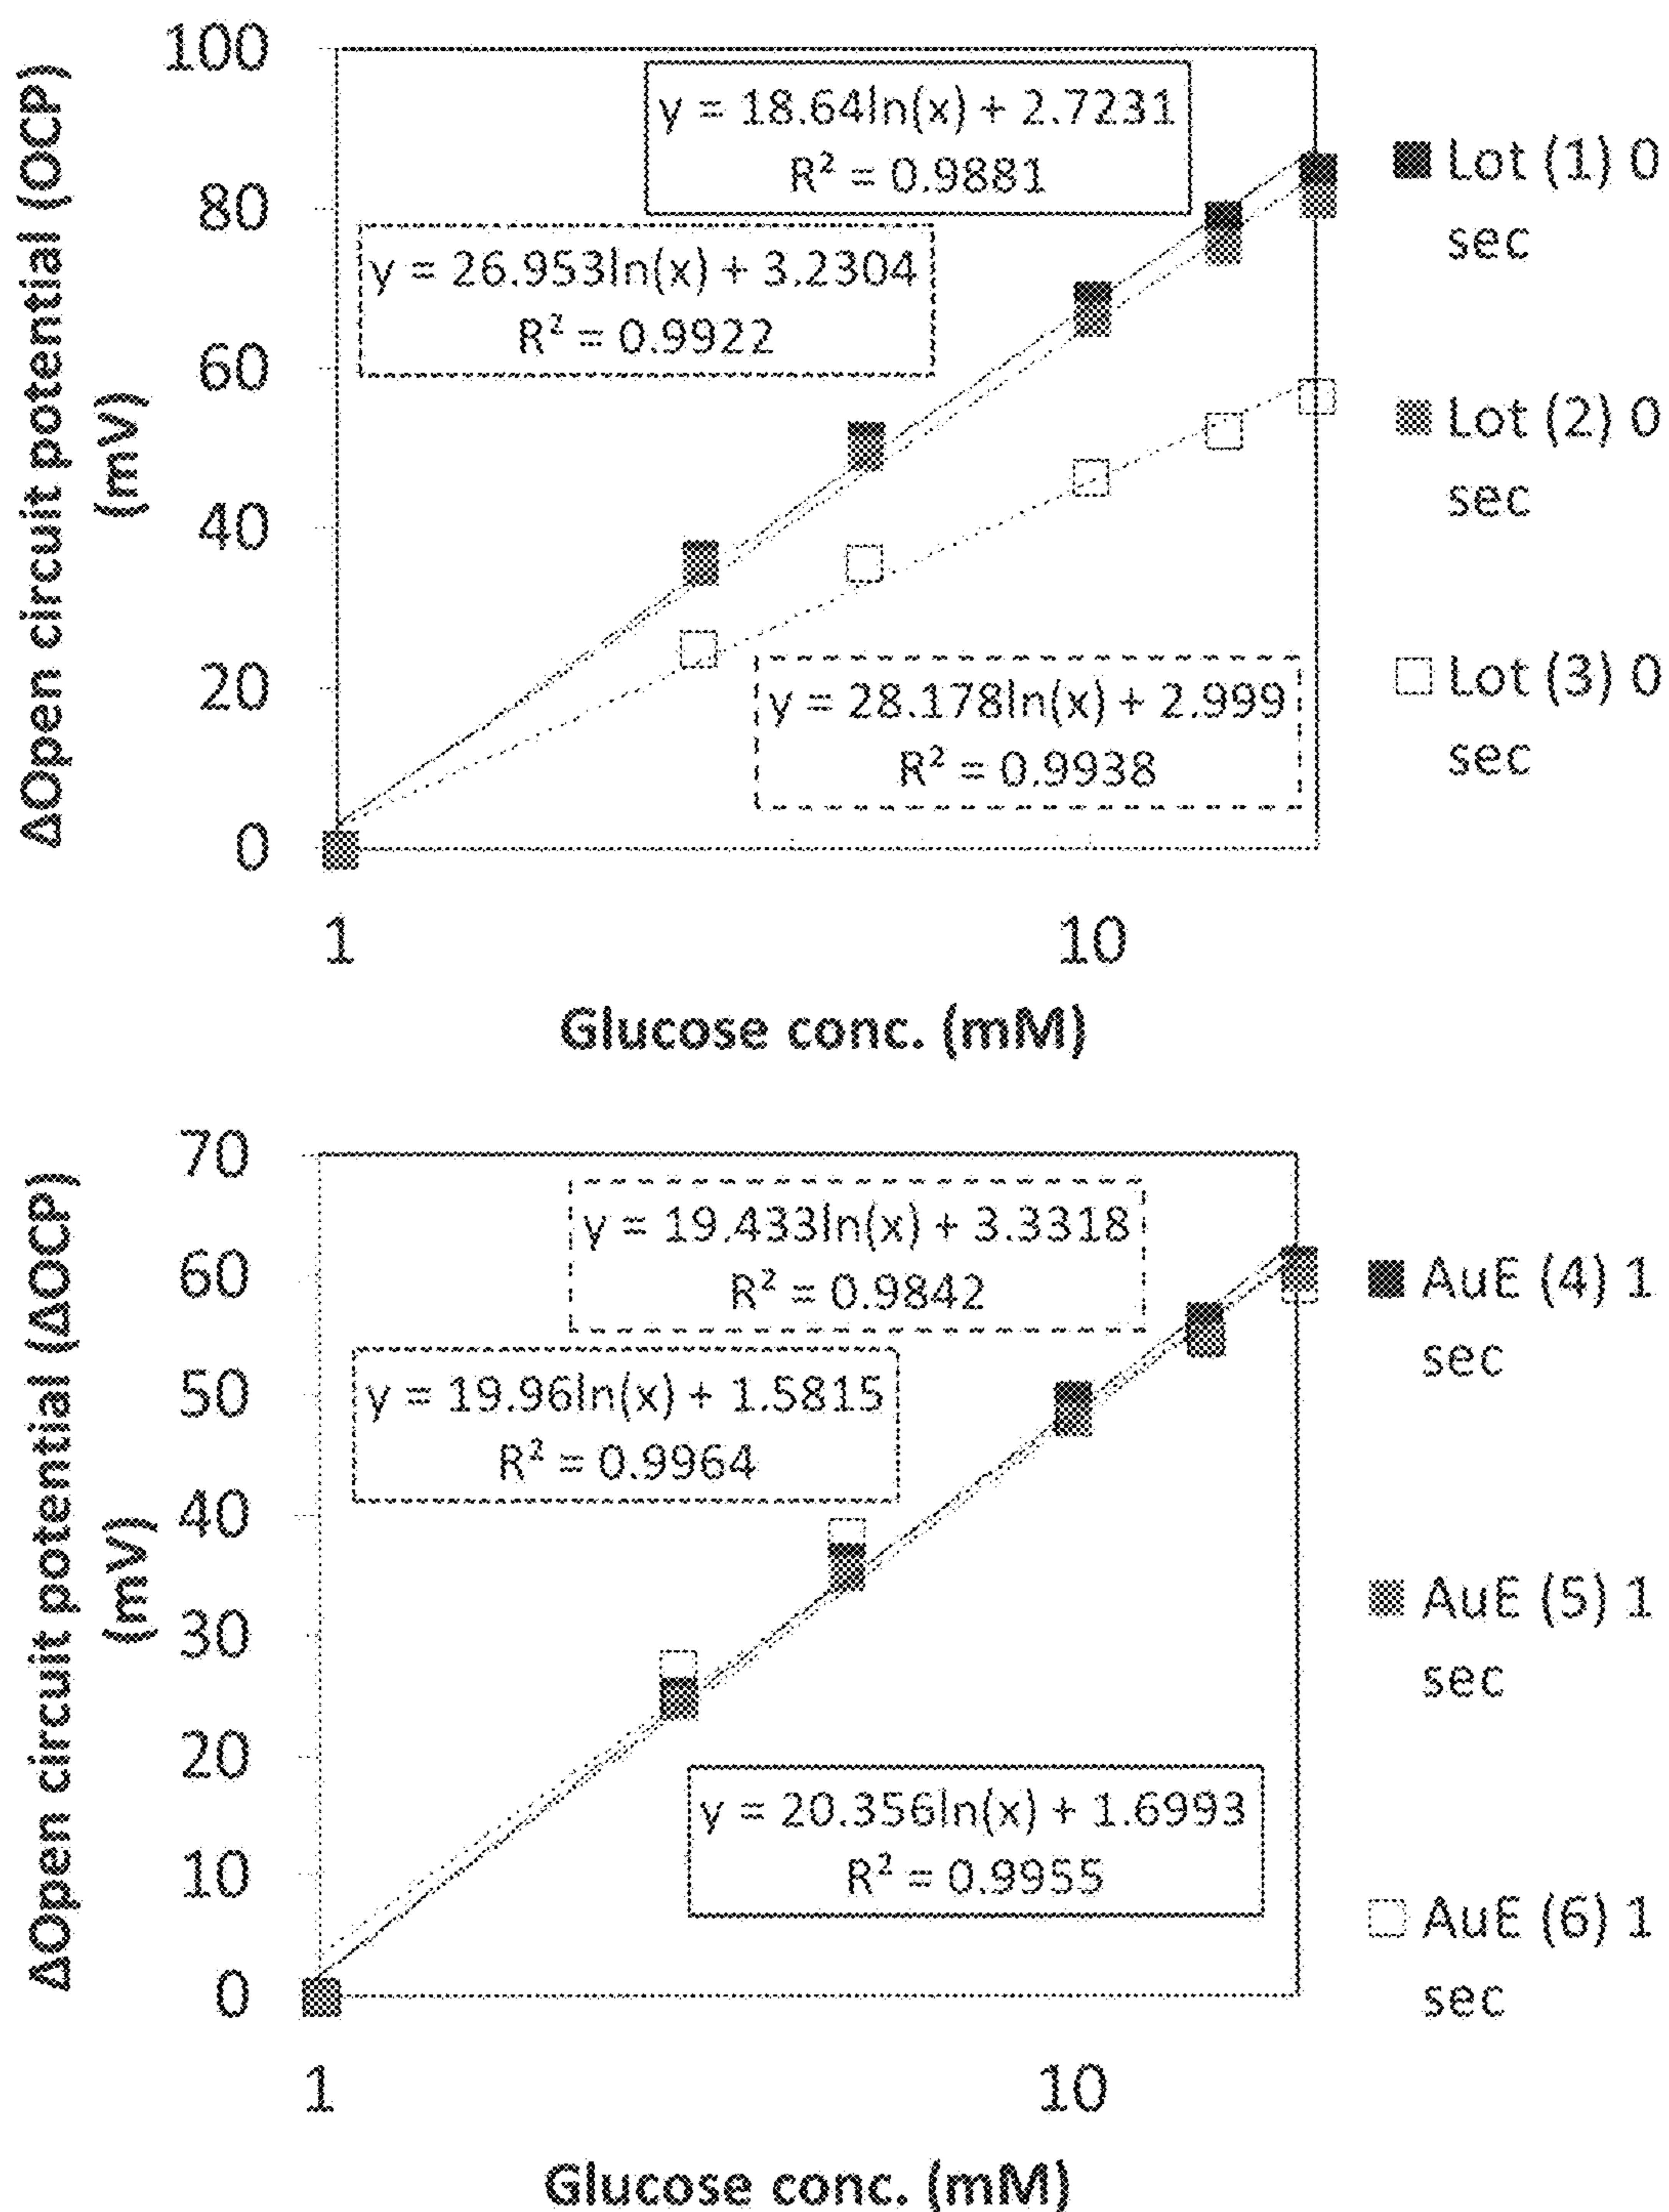 ΔOpen circuit potential (OCP)
(mV)
100
80
60
40
20
0
y = 18.64ln(x) + 2.7231
R² = 0.9881
y = 26.953ln(x) + 3.2304
R² = 0.9922
y = 28.178ln(x) + 2.999
R² = 0.9938
Lot (1) 0
sec
Lot (2) 0
sec
Lot (3) 0
sec
1
10
Glucose conc. (mM)
ΔOpen circuit potential (ΔOCP)
(mV)
70
60
50
40
30
20
10
0
y = 19.433ln(x) + 3.3318
R² = 0.9842
y = 19.96ln(x) + 1.5815
R² = 0.9964
y = 20.356ln(x) + 1.6993
R² = 0.9955
AuE (4) 1
sec
AuE (5) 1
sec
AuE (6) 1
sec
1
10
Glucose conc. (mM)